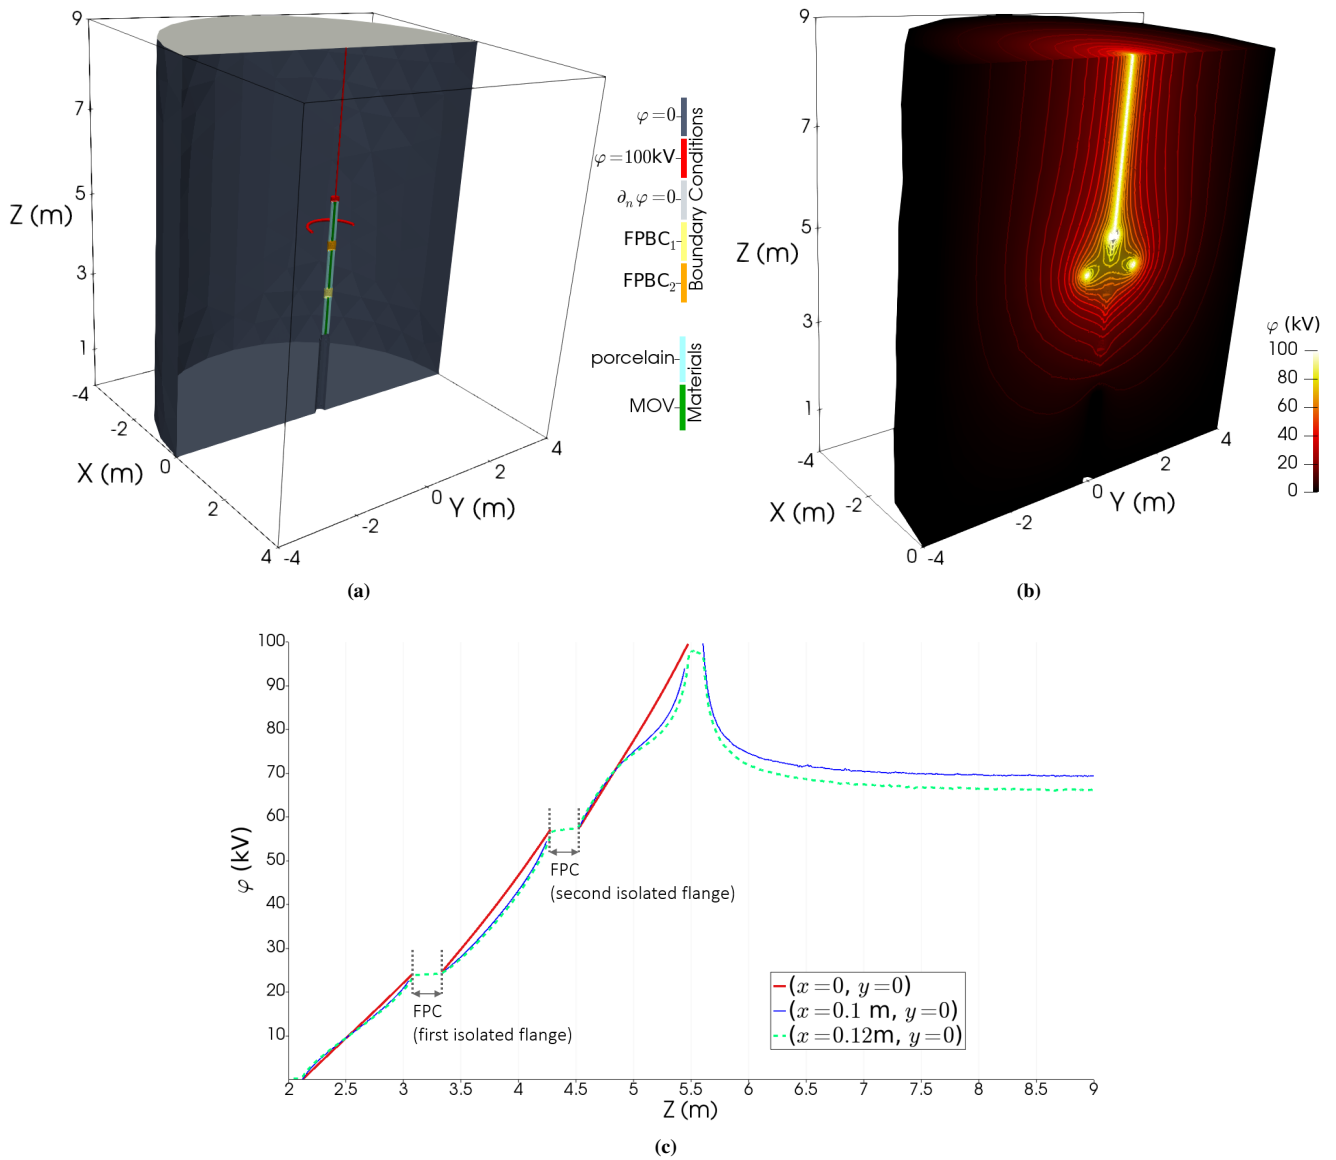 9
7
5
3
1
Z (m)
-4
-2
0
2
4
X (m)
-4
-2
0
2
4
Y (m)
φ=0
φ=100kV
∂ₙφ=0
FPBC₁
FPBC₂
Boundary Conditions
porcelain
MOV
Materials
(a)
9
7
5
3
1
Z (m)
-4
-2
0
X (m)
-4
-2
0
2
4
Y (m)
φ (kV)
100
80
60
40
20
0
(b)
100
90
80
70
60
50
40
30
20
10
φ (kV)
FPC
(second isolated flange)
FPC
(first isolated flange)
(x=0, y=0)
(x=0.1 m, y=0)
(x=0.12m, y=0)
2 2.5 3 3.5 4 4.5 5 5.5 6 6.5 7 7.5 8 8.5 9
Z (m)
(c)